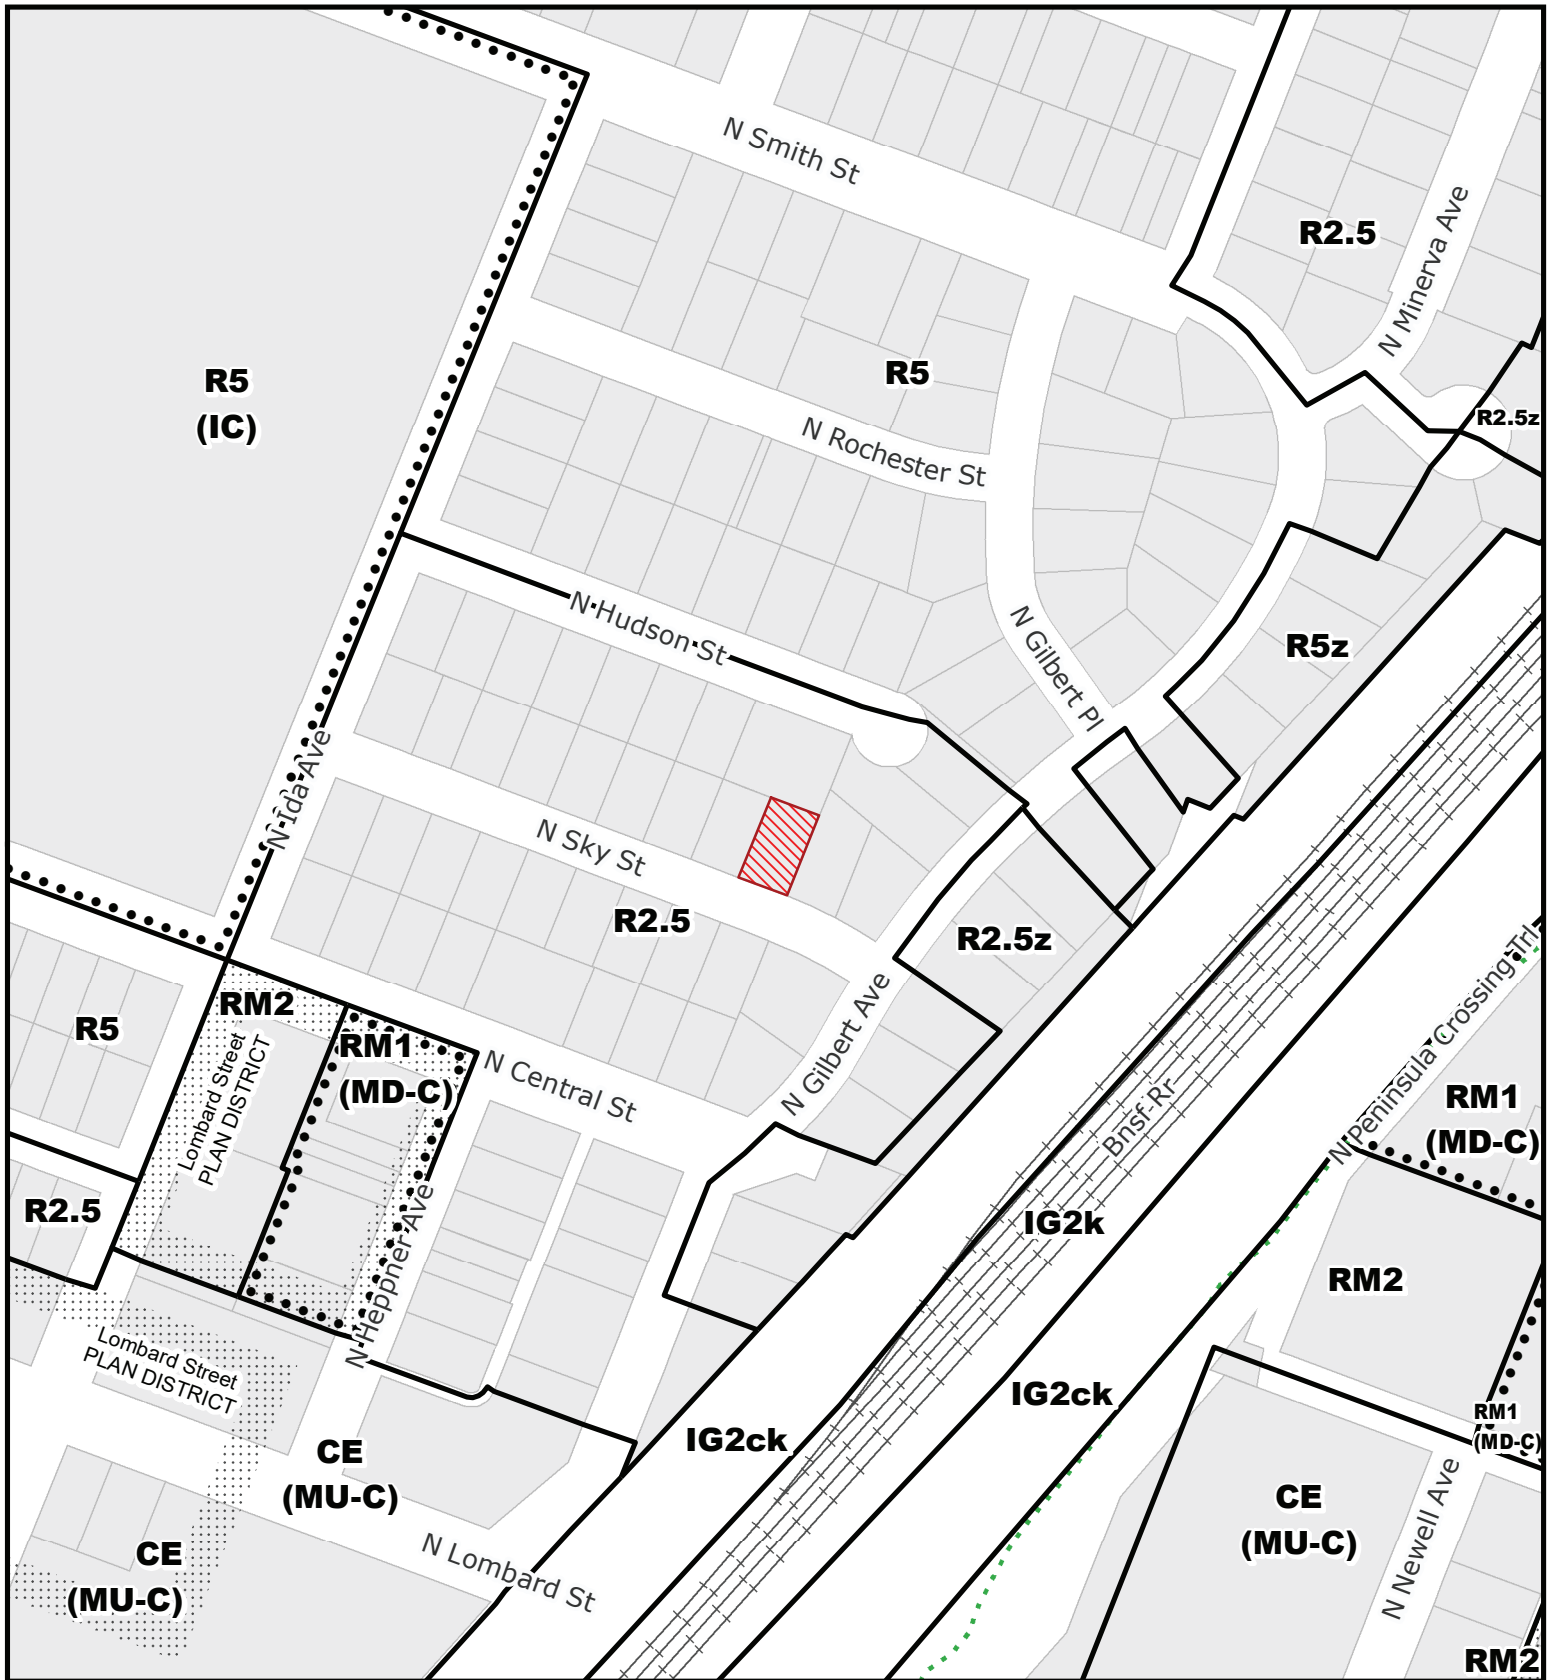 N Smith St
R2.5
N Minerva Ave
R5
(IC)
R5
R2.5z
N Rochester St
N Hudson St
N Gilbert Pl
R5z
N Ida Ave
N Sky St
R2.5
R2.5z
N Peninsula Crossing Trl
RM2
R5
Lombard Street
PLAN DISTRICT
RM1
(MD-C)
N Central St
N Gilbert Ave
Bnsf Rr
RM1
(MD-C)
R2.5
N Heppner Ave
IG2k
RM2
Lombard Street
PLAN DISTRICT
IG2ck
IG2ck
RM1
(MD-C)
CE
(MU-C)
CE
(MU-C)
N Newell Ave
N Lombard St
CE
(MU-C)
RM2